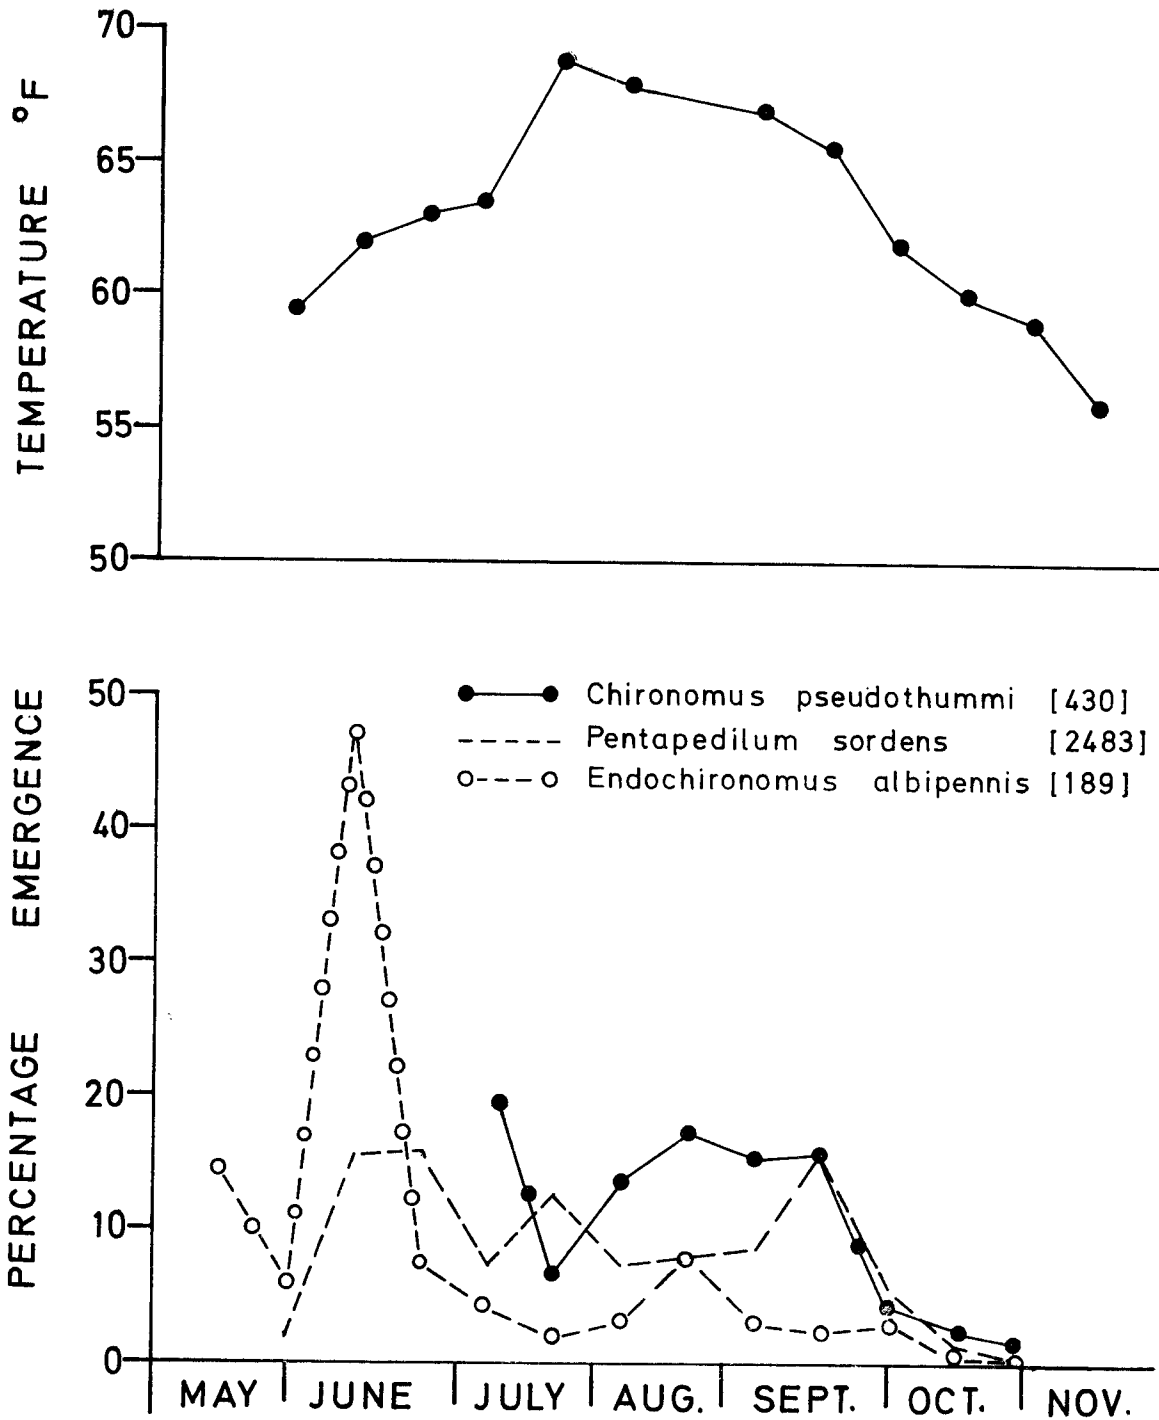 TEMPERATURE °F
70
65
60
55
50
PERCENTAGE EMERGENCE
50
40
30
20
10
0
Chironomus pseudothummi [430]
Pentapedilum sordens [2483]
Endochironomus albipennis [189]
MAY JUNE JULY AUG. SEPT. OCT. NOV.